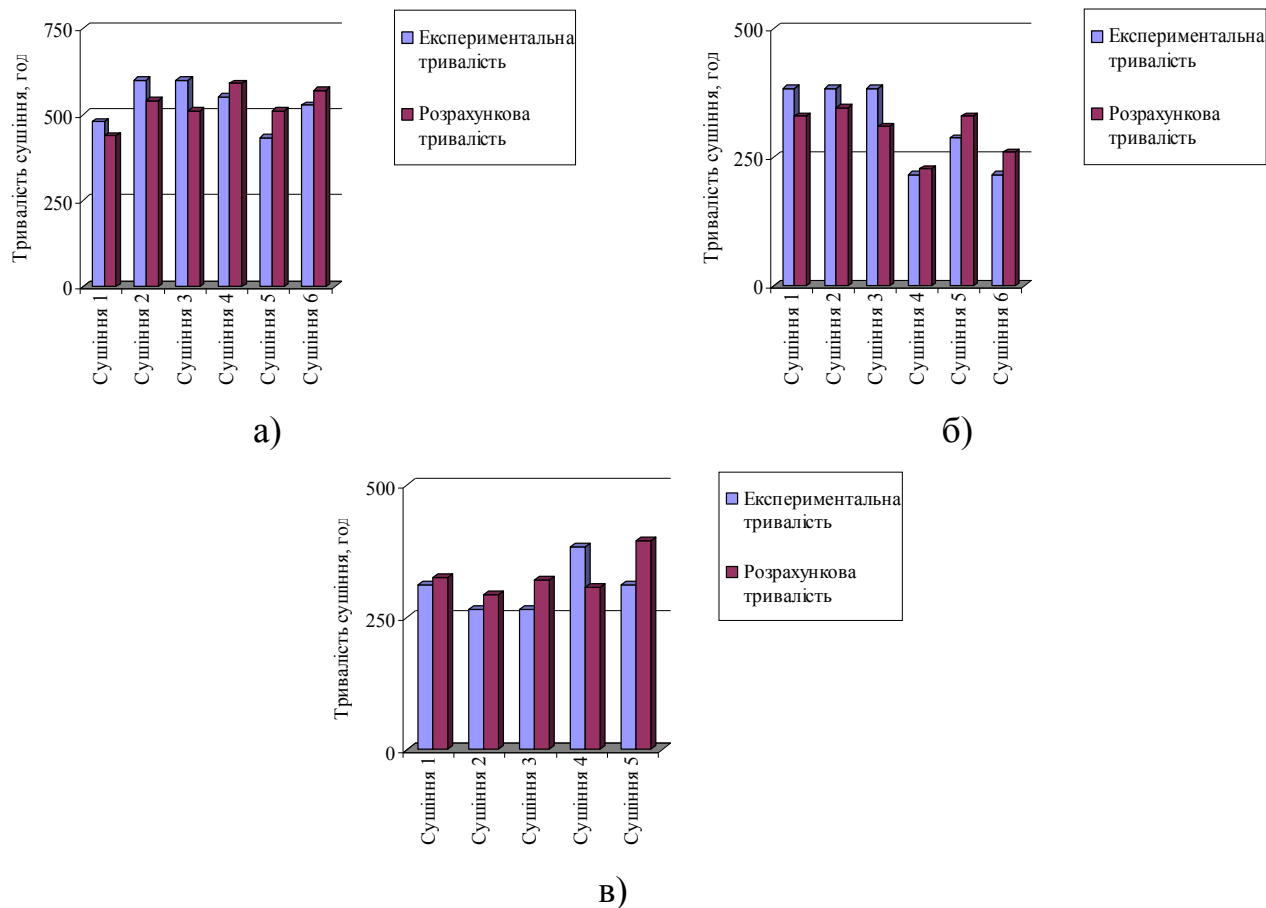 Тривалість сушіння, год
750
500
250
0
Сушіння 1
Сушіння 2
Сушіння 3
Сушіння 4
Сушіння 5
Сушіння 6
Експериментальна
тривалість
Розрахункова
тривалість
а)
Тривалість сушіння, год
500
250
0
Сушіння 1
Сушіння 2
Сушіння 3
Сушіння 4
Сушіння 5
Сушіння 6
Експериментальна
тривалість
Розрахункова
тривалість
б)
Тривалість сушіння, год
500
250
0
Сушіння 1
Сушіння 2
Сушіння 3
Сушіння 4
Сушіння 5
Експериментальна
тривалість
Розрахункова
тривалість
в)